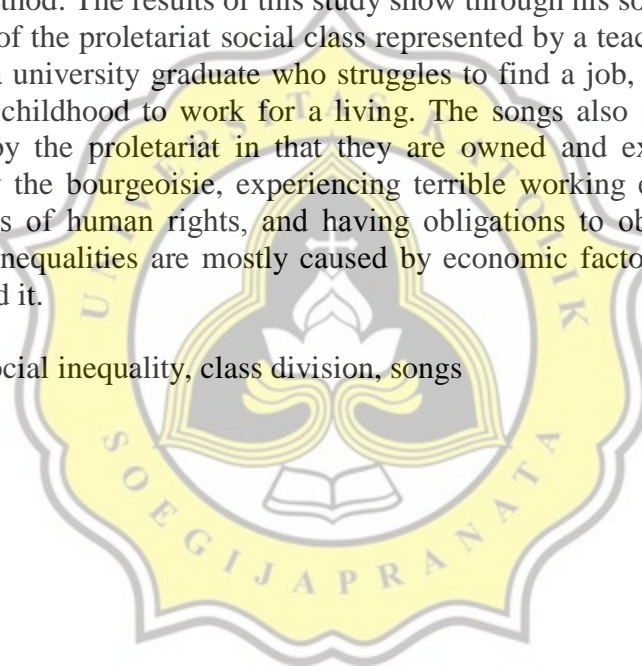 thod. The results of this study show through his so
of the proletariat social class represented by a teac
a university graduate who struggles to find a job,
childhood to work for a living. The songs also
by the proletariat in that they are owned and ex
y the bourgeoisie, experiencing terrible working c
s of human rights, and having obligations to ob
nequalities are mostly caused by economic facto
d it.
ocial inequality, class division, songs
UNIVERSITAS KATOLIK
SOEGIJAPRANATA